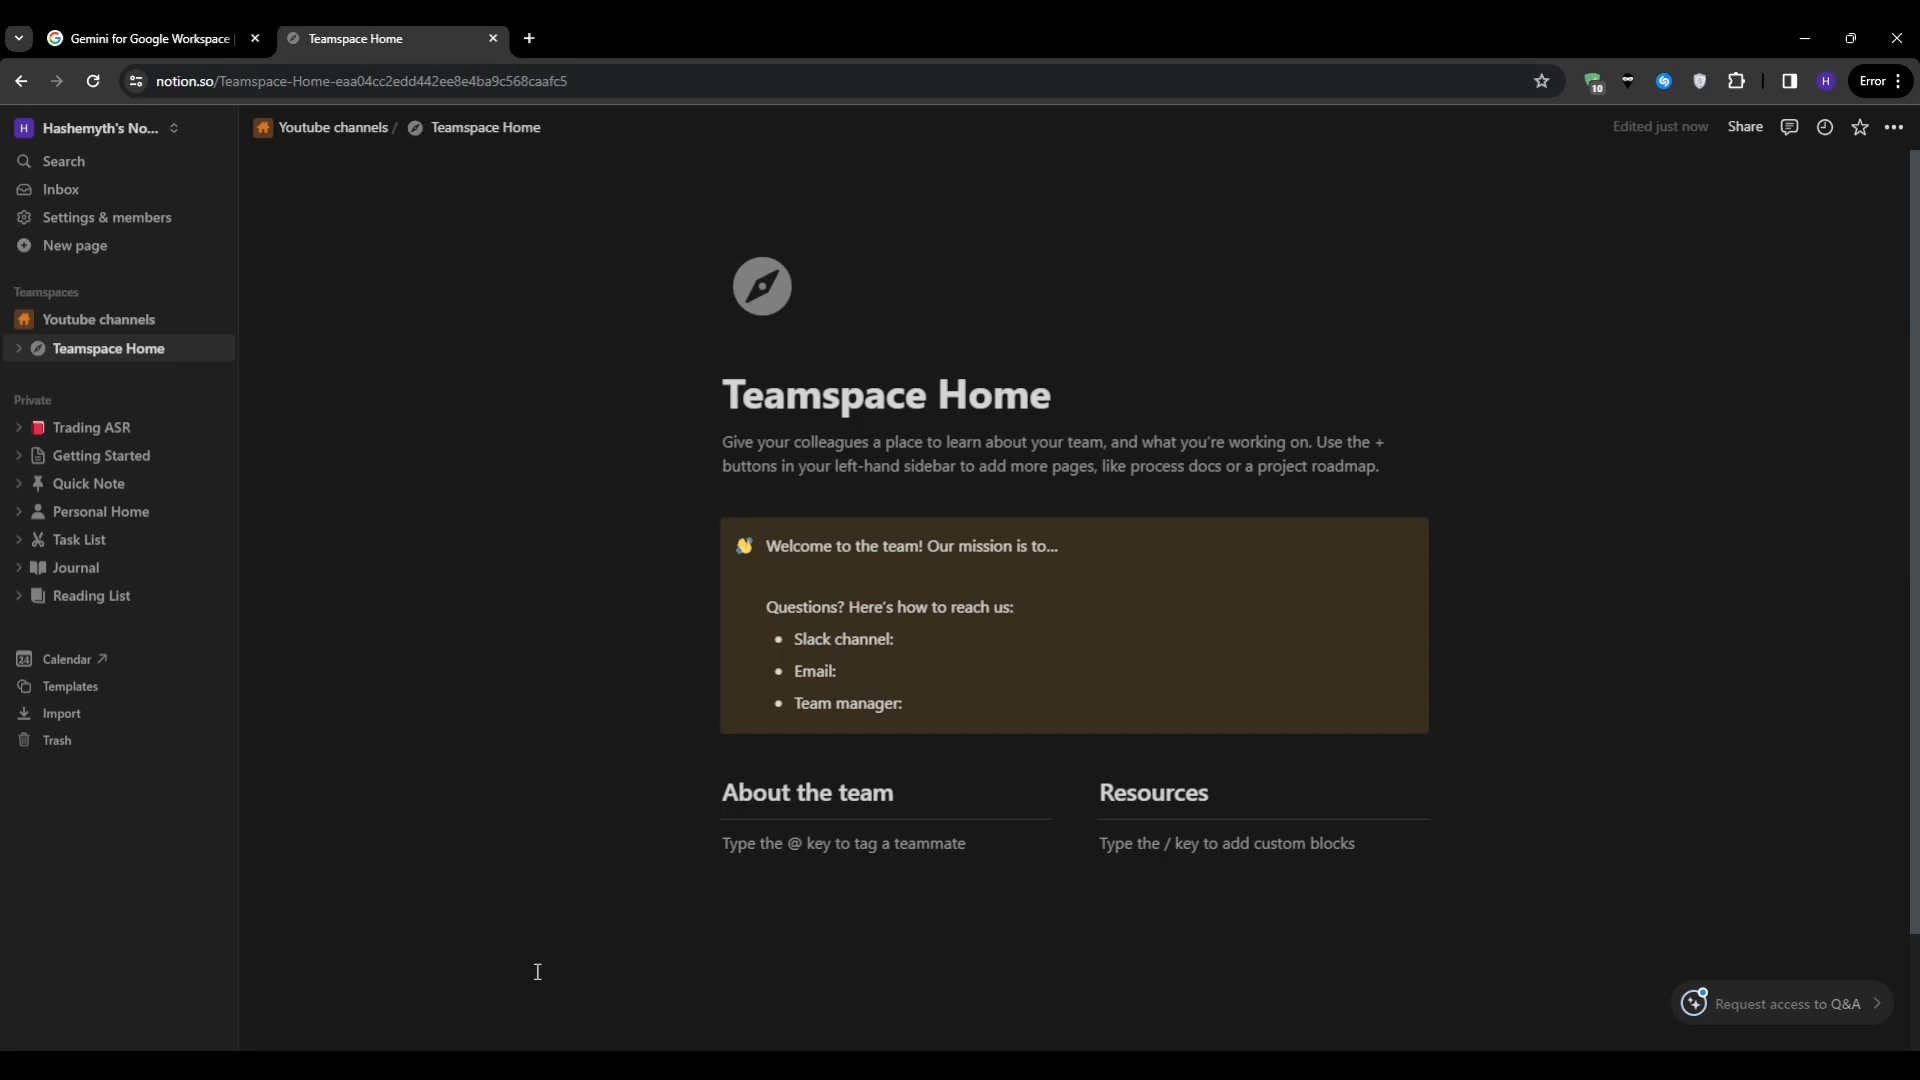 Gemini for Google Workspace
Teamspace Home
notion.so/Teamspace-Home-eaa04cc2edd442ee8e4ba9c568caafc5
10
H
Error
H
Hashemyth's No...
Youtube channels / Teamspace Home
Edited just now
Share
Search
Inbox
Settings & members
New page
Teamspaces
Youtube channels
Teamspace Home
Private
Trading ASR
Getting Started
Quick Note
Personal Home
Task List
Journal
Reading List
24 Calendar
Templates
Import
Trash
Teamspace Home
Give your colleagues a place to learn about your team, and what you're working on. Use the +
buttons in your left-hand sidebar to add more pages, like process docs or a project roadmap.
Welcome to the team! Our mission is to...
Questions? Here's how to reach us:
• Slack channel:
• Email:
• Team manager:
About the team
Type the @ key to tag a teammate
Resources
Type the / key to add custom blocks
Request access to Q&A